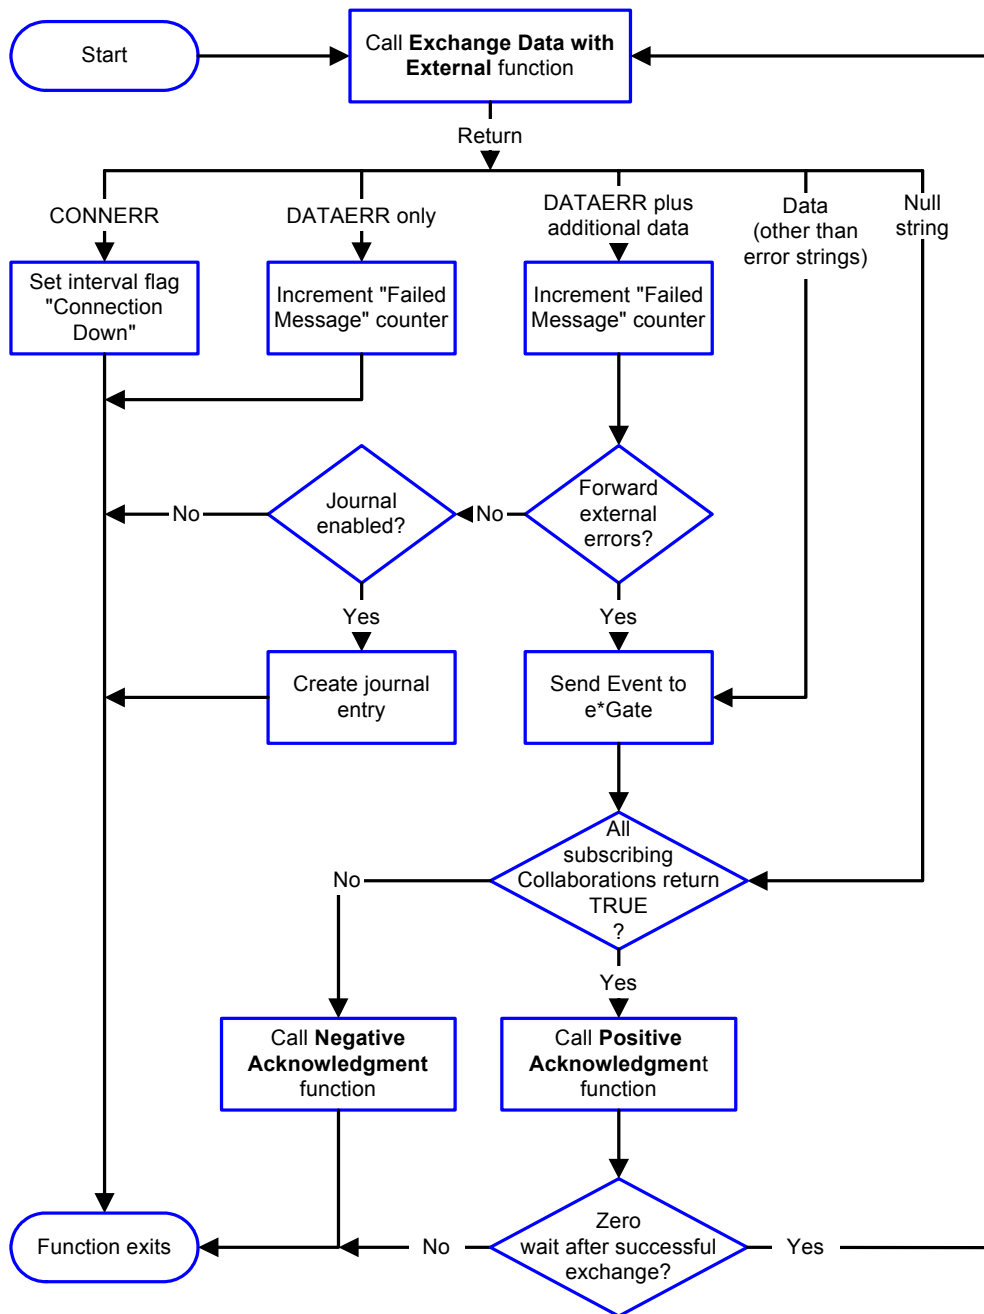 Start
Call Exchange Data with
External function
Return
CONNERR
DATAERR only
DATAERR plus
additional data
Data
(other than
error strings)
Null
string
Set interval flag
"Connection
Down"
Increment "Failed
Message" counter
Increment "Failed
Message" counter
No
Journal
enabled?
No
Forward
external
errors?
Yes
Yes
Create journal
entry
Send Event to
e*Gate
No
All
subscribing
Collaborations return
TRUE
?
Yes
Call Negative
Acknowledgment
function
Call Positive
Acknowledgment
function
Function exits
No
Zero
wait after successful
exchange?
Yes